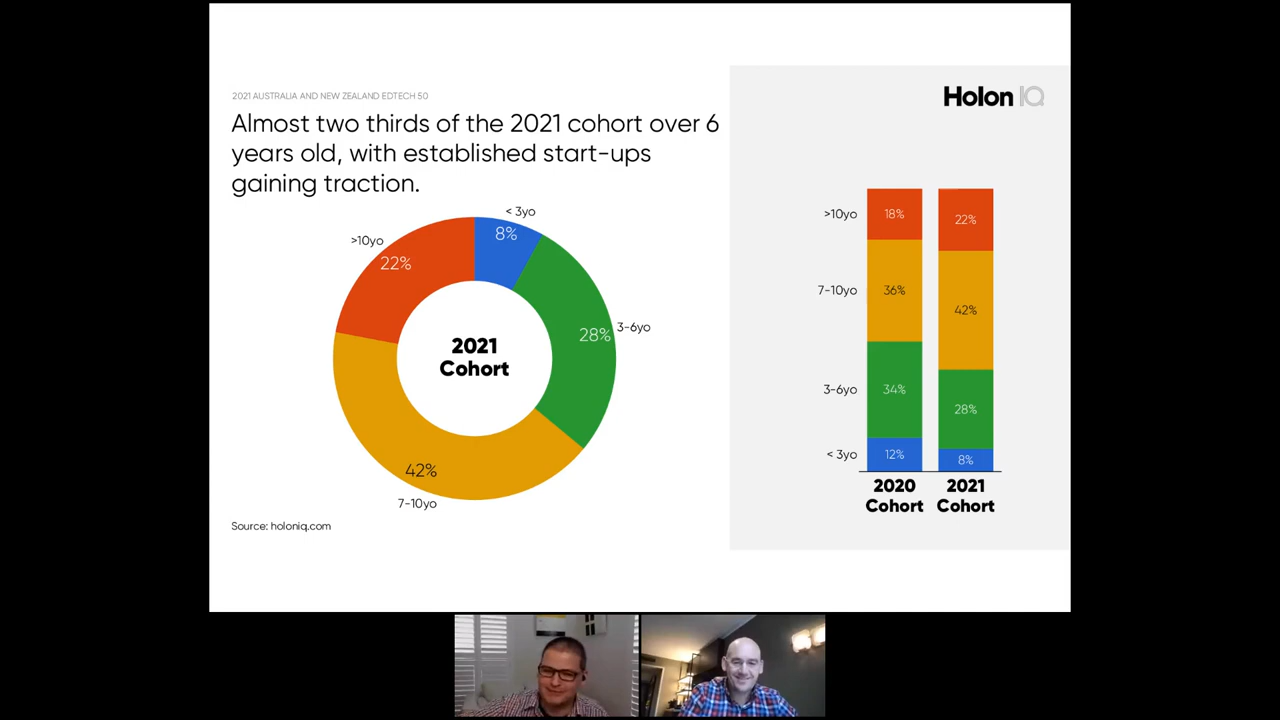 2021 AUSTRALIA AND NEW ZEALAND EDTECH 50
Almost two thirds of the 2021 cohort over 6
years old, with established start-ups
gaining traction.
< 3yo
8%
>10yo
22%
28%
3-6yo
2021
Cohort
42%
7-10yo
Source: holoniq.com
Holon IQ
>10yo
18%
22%
7-10yo
36%
42%
3-6yo
34%
28%
< 3yo
12%
8%
2020
Cohort
2021
Cohort